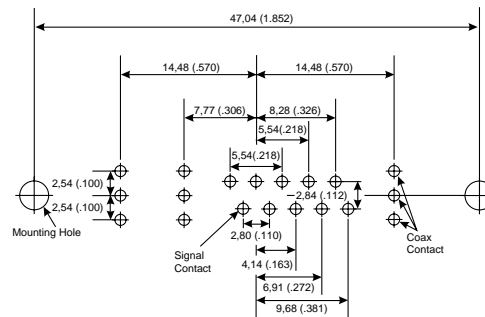 47,04 (1.852)
14,48 (.570)
14,48 (.570)
7,77 (.306)
8,28 (.326)
5,54(.218)
5,54(.218)
2,54 (.100)
2,84 (.112)
2,54 (.100)
Mounting Hole
Signal
Contact
2,80 (.110)
Coax
Contact
4,14 (.163)
6,91 (.272)
9,68 (.381)